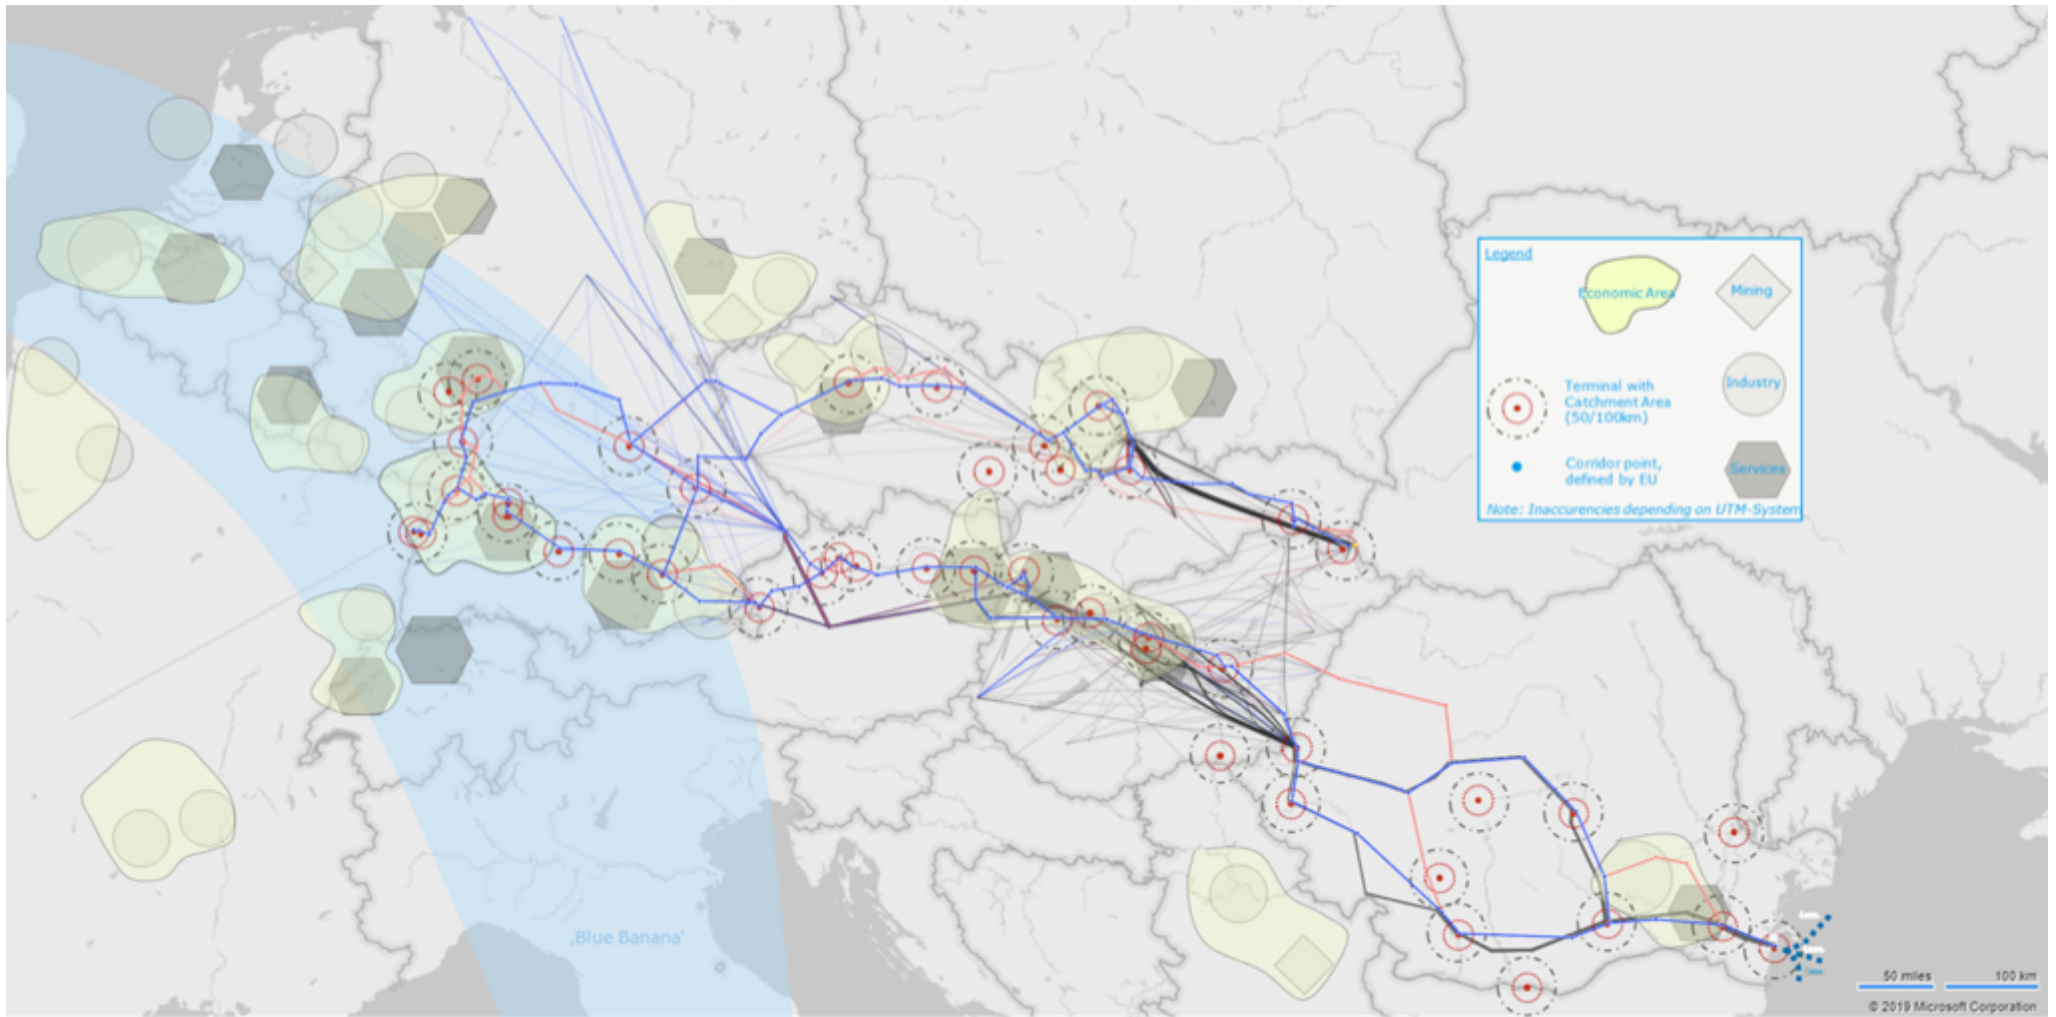 Legend
Economic Area
Mining
Terminal with
Catchment Area
(50/100km)
Industry
Corridor point,
defined by EU
Services
Note: Inaccurencies depending on UTM-System
‚Blue Banana‘
50 miles
100 km
© 2019 Microsoft Corporation